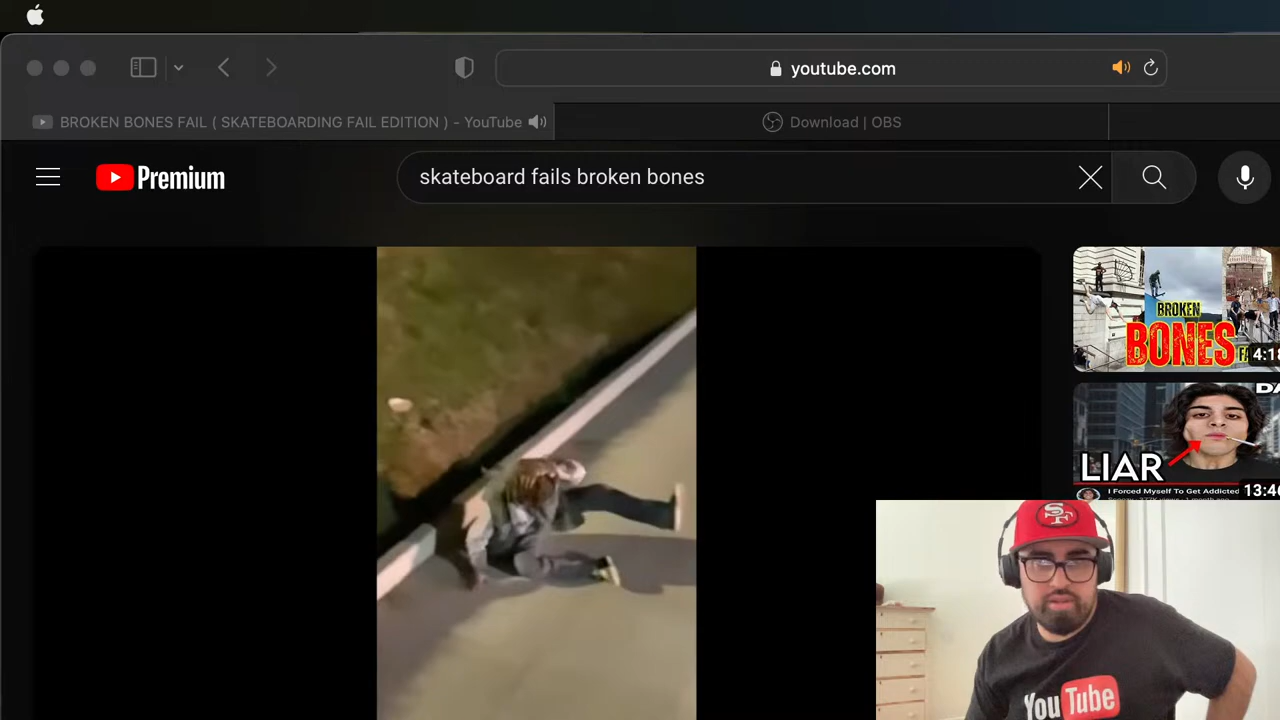 youtube.com
BROKEN BONES FAIL ( SKATEBOARDING FAIL EDITION ) - YouTube
Download | OBS
Premium
skateboard fails broken bones
BROKEN
BONES
4:18
LIAR
I Forced Myself To Get Addicted
13:46
SF
YouTube